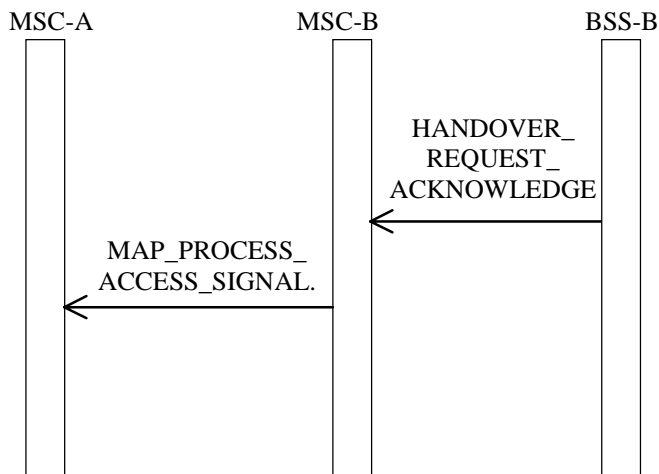 MSC-A MSC-B BSS-B
HANDOVER_
REQUEST_
ACKNOWLEDGE
MAP_PROCESS_
ACCESS_SIGNAL.